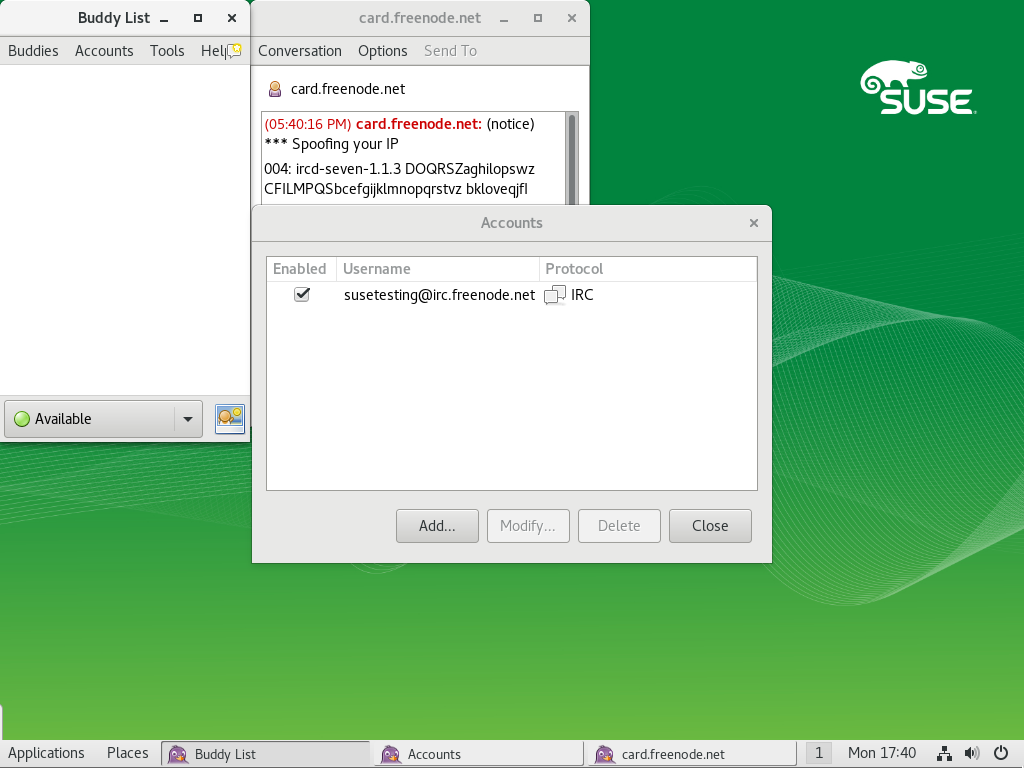 Buddy List
Buddies Accounts Tools Help
Available
card.freenode.net
Conversation Options Send To
card.freenode.net
(05:40:16 PM) card.freenode.net: (notice)
*** Spoofing your IP
004: ircd-seven-1.1.3 DOQRSZaghilopswz
CFILMPQSbcefgijklmnopqrstvz bkloveqjfI
SUSE
Accounts
Enabled Username Protocol
susetesting@irc.freenode.net IRC
Add... Modify... Delete Close
Applications Places Buddy List Accounts card.freenode.net 1 Mon 17:40